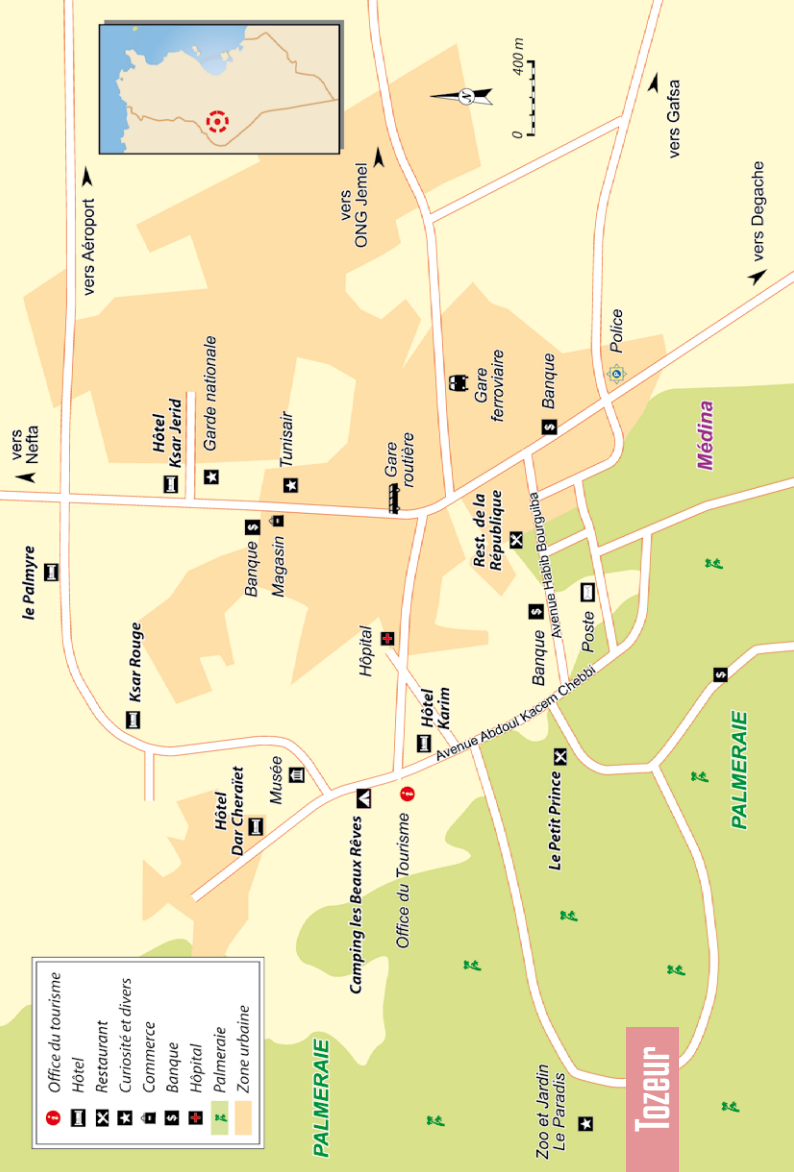 Office du tourisme
Hôtel
Restaurant
Curiosité et divers
Commerce
Banque
Hôpital
Palmeraie
Zone urbaine
PALMERAIE
Zoo et Jardin
Le Paradis
Tozeur
Hôtel
Dar Cheraïet
Musée
Ksar Rouge
le Palmyre
vers
Nefta
Camping les Beaux Rêves
Office du Tourisme
Hôtel
Karim
Hôpital
Avenue Abdoul Kacem Chebbi
Le Petit Prince
PALMERAIE
$
Banque
Poste
Avenue Habib Bourguiba
Rest. de la
République
Banque
Magasin
Tunisair
Hôtel
Ksar Jerid
Garde nationale
Gare
routière
Gare
ferroviaire
Banque
Police
Médina
vers Aéroport
vers
ONG Jemel
vers Gafsa
vers Degache
N
0 400 m